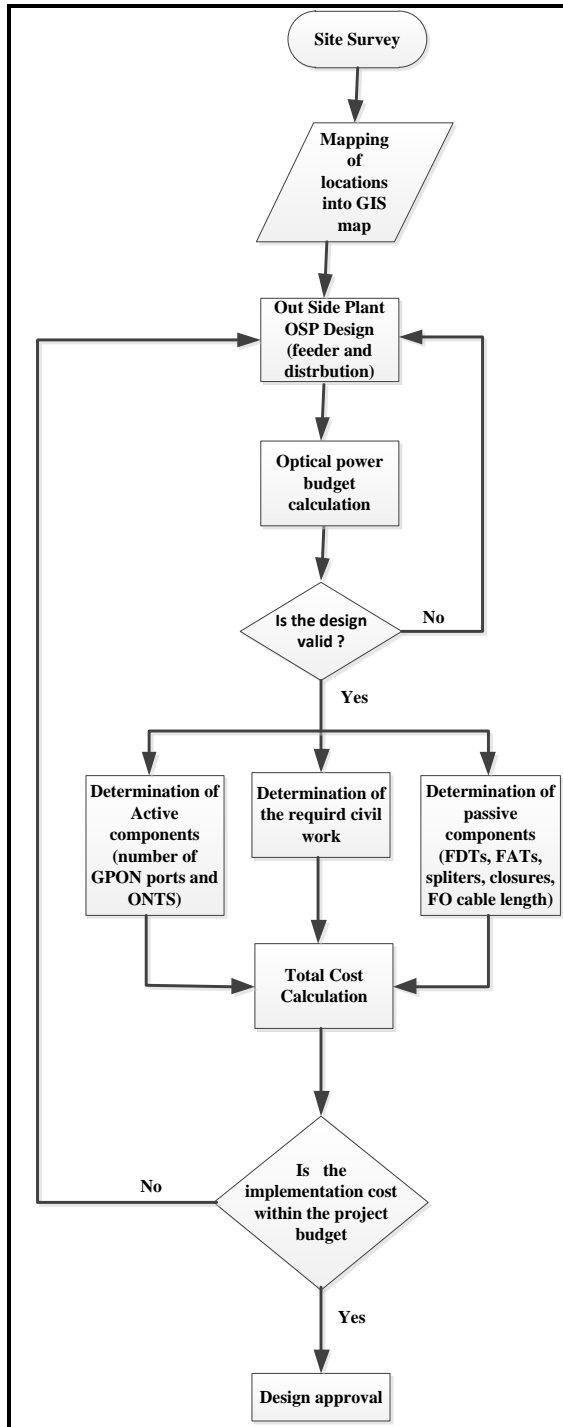 Site Survey
Mapping
of
locations
into GIS
map
Out Side Plant
OSP Design
(feeder and
distrbution)
Optical power
budget
calculation
Is the design
valid ?
No
Yes
Determination of
Active
components
(number of
GPON ports and
ONTS)
Determination of
the requird civil
work
Determination of
passive
components
(FDTs, FATs,
spliters, closures,
FO cable length)
Total Cost
Calculation
Is the
implementation cost
within the project
budget
No
Yes
Design approval